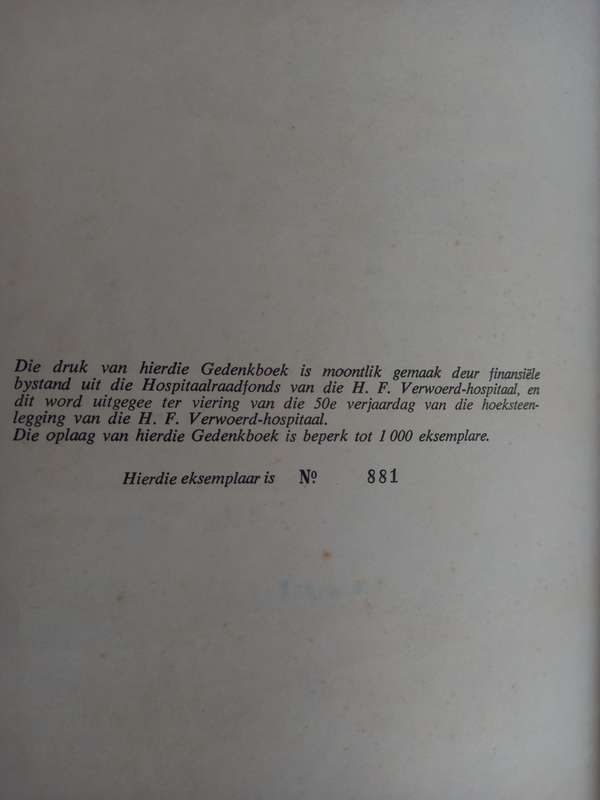 Die druk van hierdie Gedenkboek is moontlik gemaak deur finansiële
bystand uit die Hospitaalraadfonds van die H. F. Verwoerd-hospitaal, en
dit word uitgegee ter viering van die 50e verjaardag van die hoeksteen-
legging van die H. F. Verwoerd-hospitaal.
Die oplaag van hierdie Gedenkboek is beperk tot 1 000 eksemplare.
Hierdie eksemplaar is Nº 881